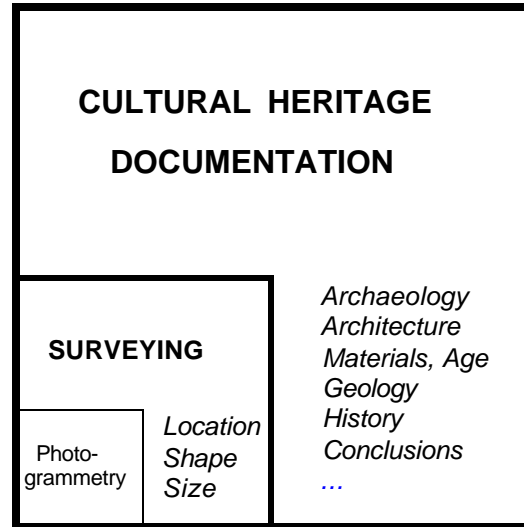 CULTURAL HERITAGE
DOCUMENTATION
SURVEYING
Photo-
grammetry
Location
Shape
Size
Archaeology
Architecture
Materials, Age
Geology
History
Conclusions
...